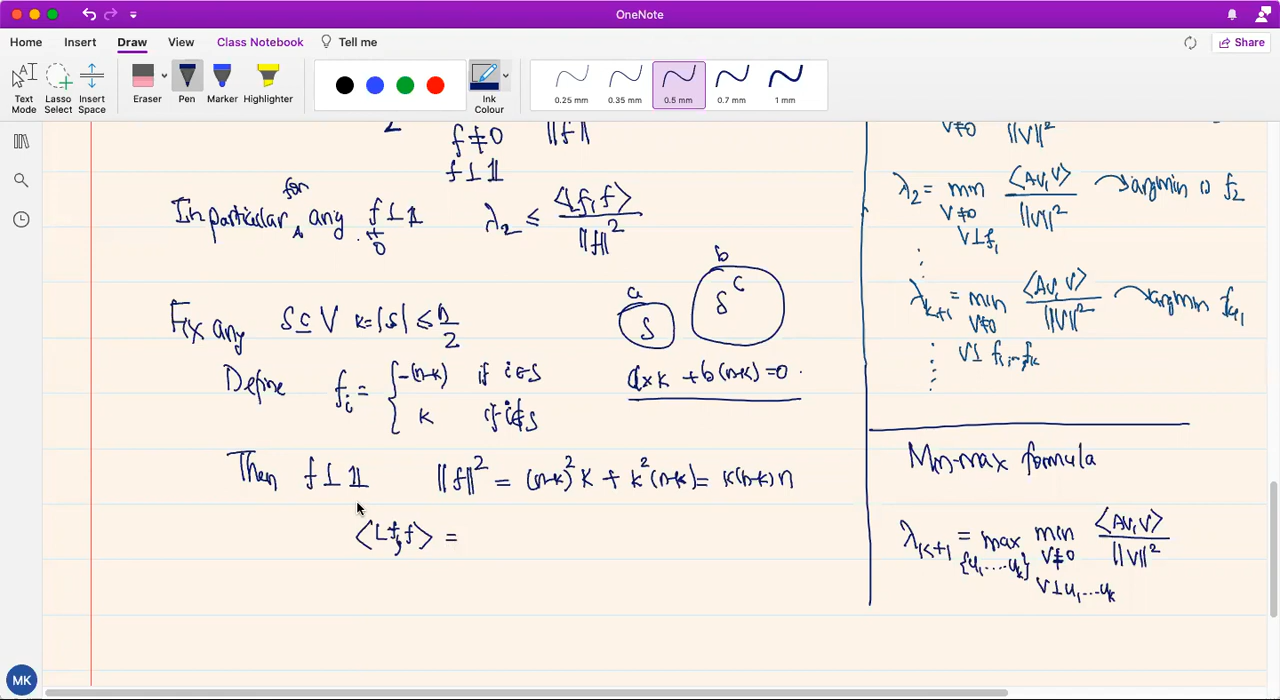 OneNote
Home Insert Draw View Class Notebook Tell me
Share
Text Mode
Lasso Select
Insert Space
Eraser
Pen
Marker
Highlighter
Ink Colour
0.25 mm
0.35 mm
0.5 mm
0.7 mm
1 mm
2 f≠0 ‖f‖
f⊥𝟙
In particular for any f⊥𝟙 λ₂ ≤ ⟨Lf,f⟩ / ‖f‖²
≠0
Fix any S⊆V k=|S| ≤ n/2
a S b Sᶜ
Define fᵢ = { -(n-k) if i∈S
k if i∉S
a×k + b(n-k) = 0.
Then f⊥𝟙 ‖f‖² = (n-k)²k + k²(n-k) = k(n-k)n
⟨Lf,f⟩ =
V≠0 ‖V‖²
λ₂ = min ⟨AV,V⟩ / ‖V‖² → argmin is f₂
V≠0
V⊥f₁
⋮
λₖ₊₁ = min ⟨AV,V⟩ / ‖V‖² → argmin fₖ₊₁
V≠0
V⊥f₁,..,fₖ
⋮
Min-max formula
λₖ₊₁ = max min ⟨AV,V⟩ / ‖V‖²
{u₁....uₖ} V≠0
V⊥u₁...uₖ
MK